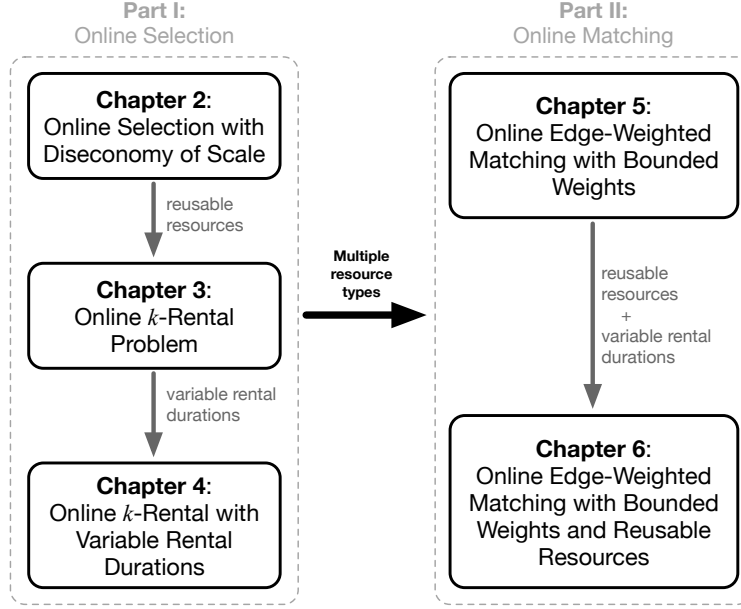 Part I:
Online Selection
Chapter 2:
Online Selection with
Diseconomy of Scale
reusable
resources
Chapter 3:
Online k-Rental
Problem
variable rental
durations
Chapter 4:
Online k-Rental with
Variable Rental
Durations
Multiple
resource
types
Part II:
Online Matching
Chapter 5:
Online Edge-Weighted
Matching with Bounded
Weights
reusable
resources
+
variable rental
durations
Chapter 6:
Online Edge-Weighted
Matching with Bounded
Weights and Reusable
Resources